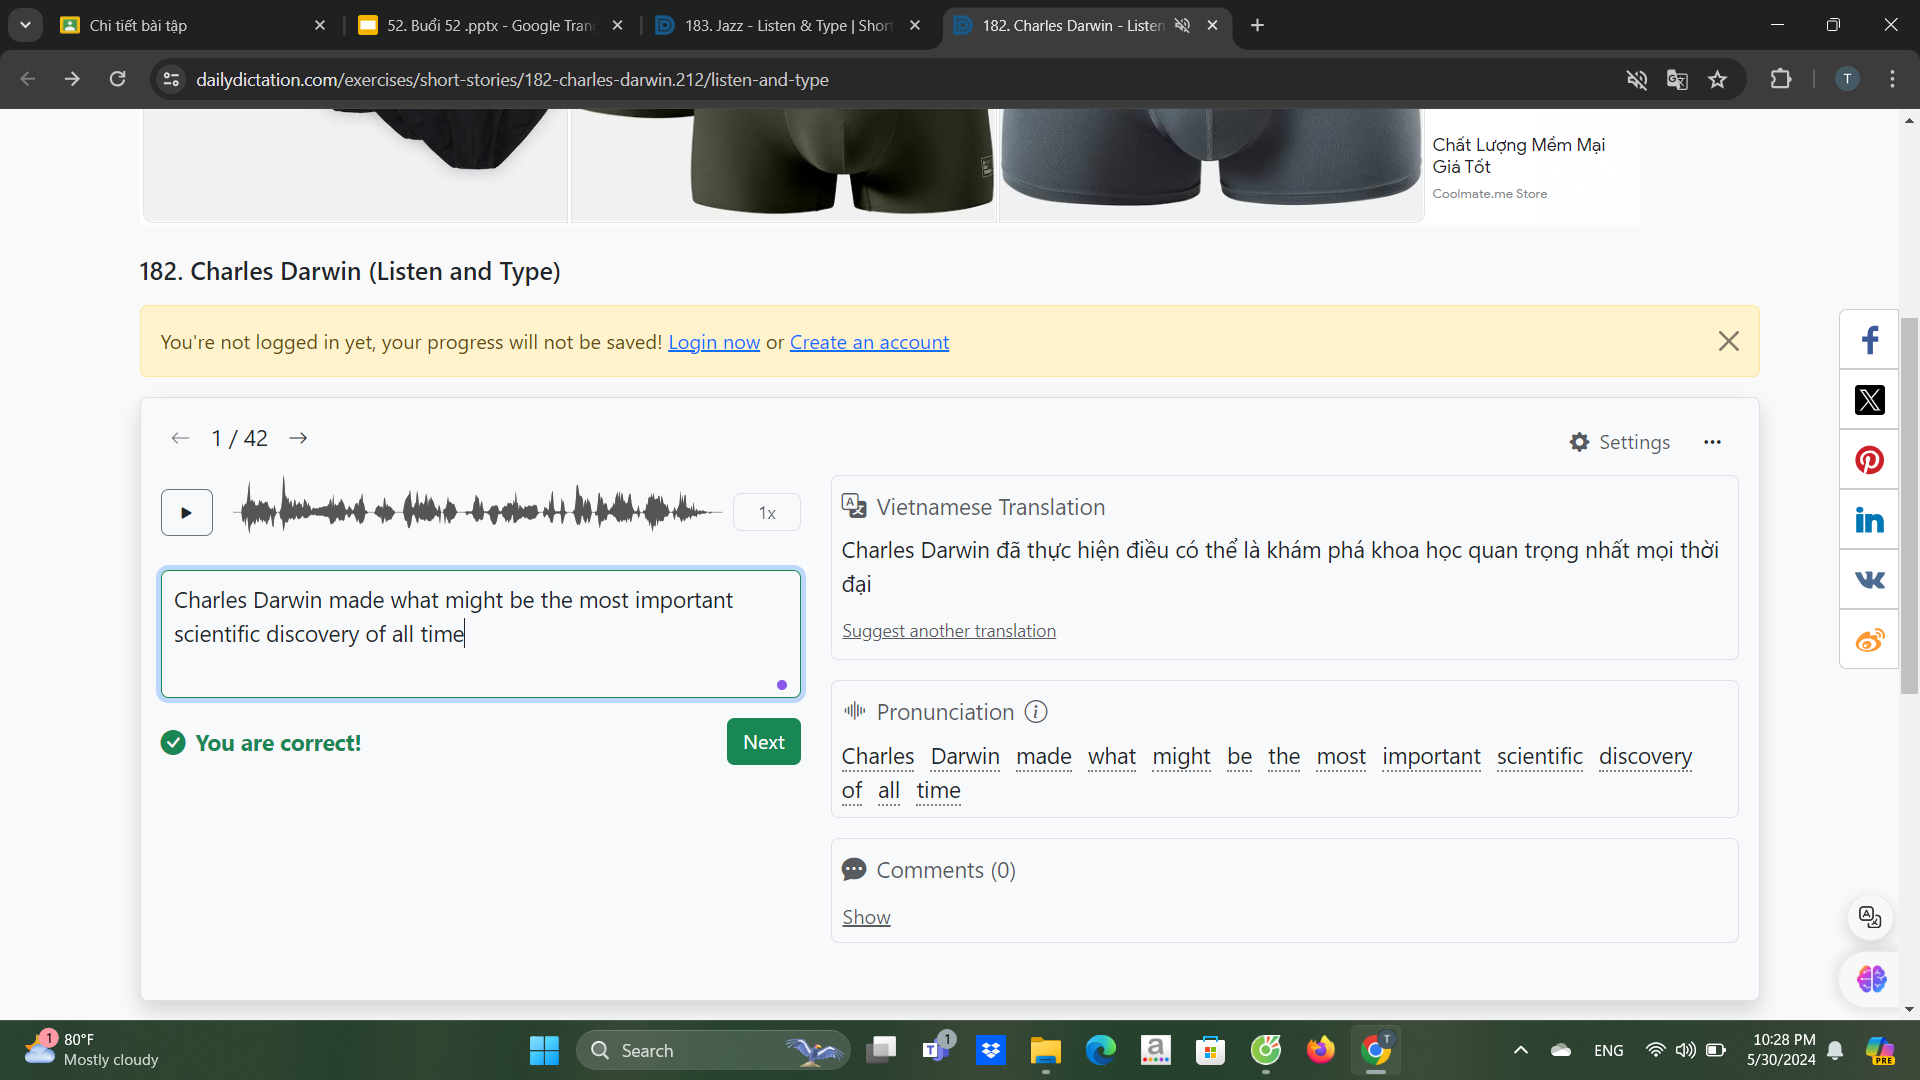 Chi tiết bài tập
52. Buổi 52 .pptx - Google Tran
183. Jazz - Listen & Type | Shor
182. Charles Darwin - Listen
dailydictation.com/exercises/short-stories/182-charles-darwin.212/listen-and-type
T
Chất Lượng Mềm Mại
Giá Tốt
Coolmate.me Store
182. Charles Darwin (Listen and Type)
You're not logged in yet, your progress will not be saved! Login now or Create an account
1 / 42
Settings
1x
Charles Darwin made what might be the most important
scientific discovery of all time
You are correct!
Next
Vietnamese Translation
Charles Darwin đã thực hiện điều có thể là khám phá khoa học quan trọng nhất mọi thời
đại
Suggest another translation
Pronunciation
Charles Darwin made what might be the most important scientific discovery
of all time
Comments (0)
Show
1
80°F
Mostly cloudy
Search
1
T
a
T
ENG
10:28 PM
5/30/2024
PRE